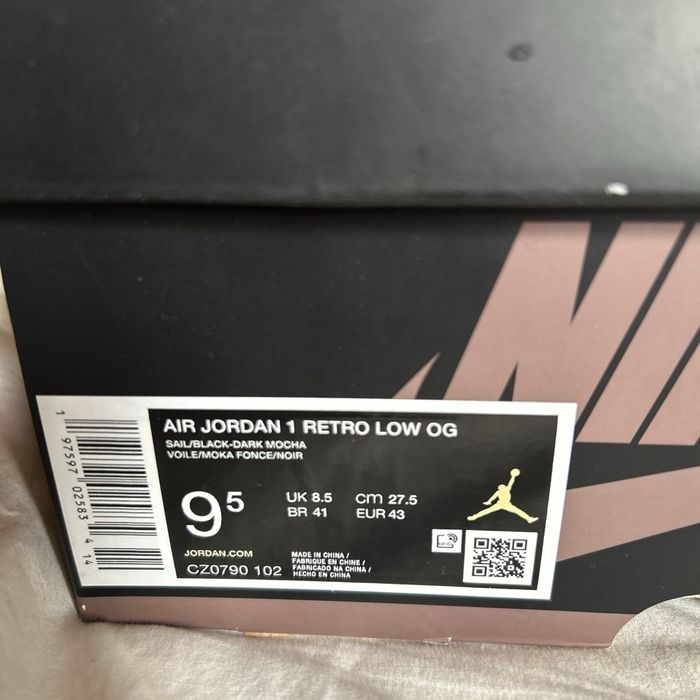 NIK
AIR JORDAN 1 RETRO LOW OG
SAIL/BLACK-DARK MOCHA
VOILE/MOKA FONCE/NOIR
9⁵
UK 8.5 cm 27.5
BR 41 EUR 43
JORDAN.COM
CZ0790 102
MADE IN CHINA /
FABRIQUE EN CHINE /
FABRICADO NA CHINA /
HECHO EN CHINA
1 97597 02583 4 14